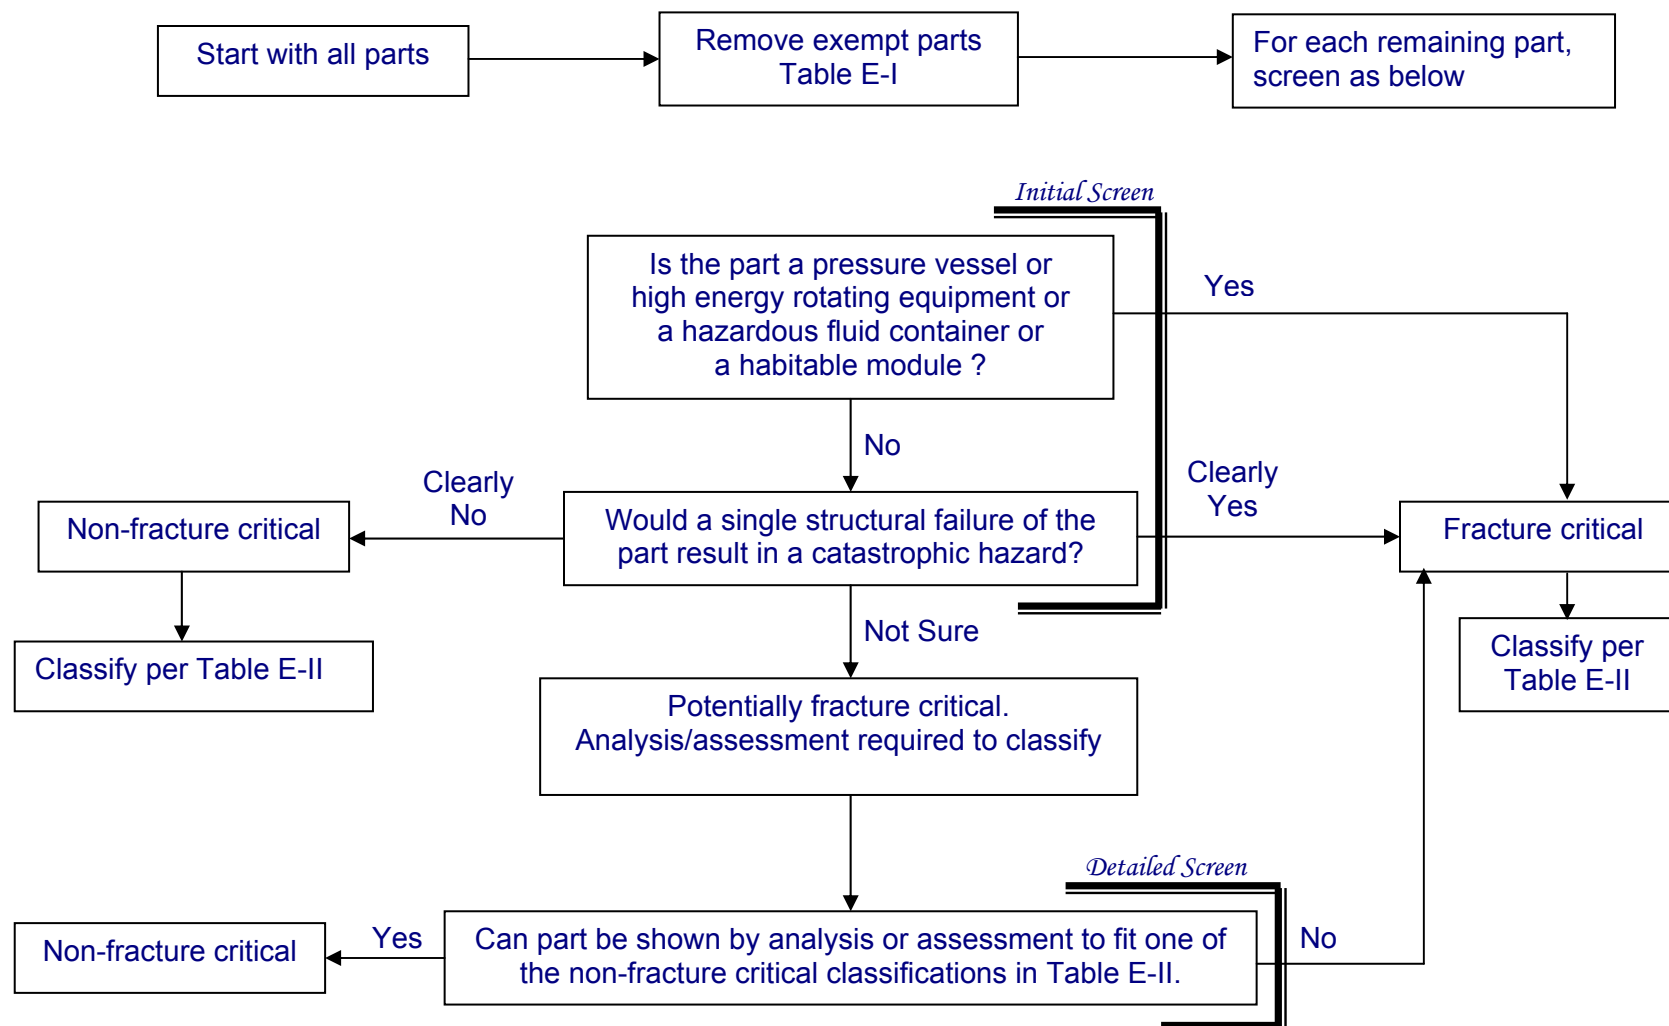 Start with all parts
Remove exempt parts
Table E-I
For each remaining part,
screen as below
Initial Screen
Is the part a pressure vessel or
high energy rotating equipment or
a hazardous fluid container or
a habitable module ?
Yes
No
Clearly
No
Clearly
Yes
Non-fracture critical
Would a single structural failure of the
part result in a catastrophic hazard?
Fracture critical
Not Sure
Classify per Table E-II
Classify per
Table E-II
Potentially fracture critical.
Analysis/assessment required to classify
Detailed Screen
Non-fracture critical
Yes
Can part be shown by analysis or assessment to fit one of
the non-fracture critical classifications in Table E-II.
No